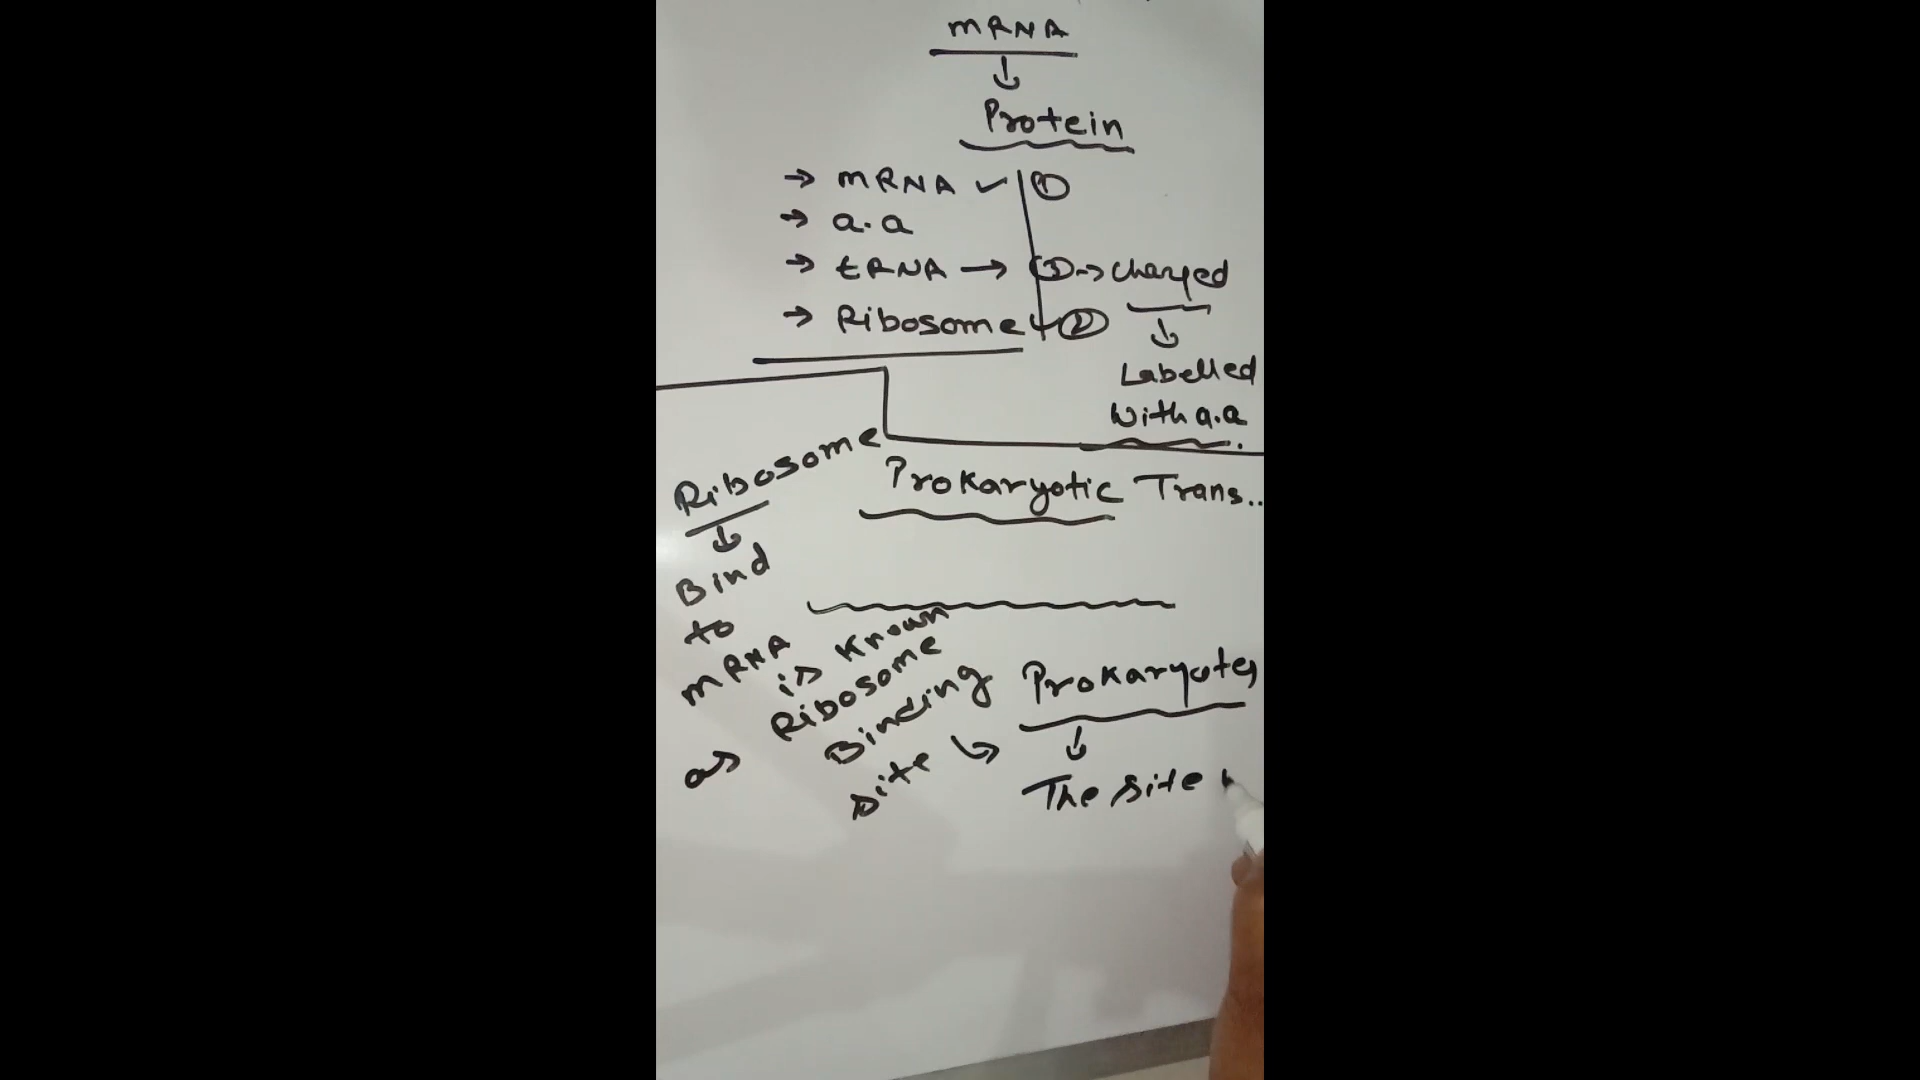 mRNA
↓
Protein
→ mRNA ✓ ①
→ a.a
→ tRNA → ③ → charged
→ Ribosome ②
↓
Labelled
with a.a.
Prokaryotic Trans..
Ribosome
↓
Bind
to
mRNA
is known
as Ribosome
Binding
site ↳
Prokaryotes
↓
The site